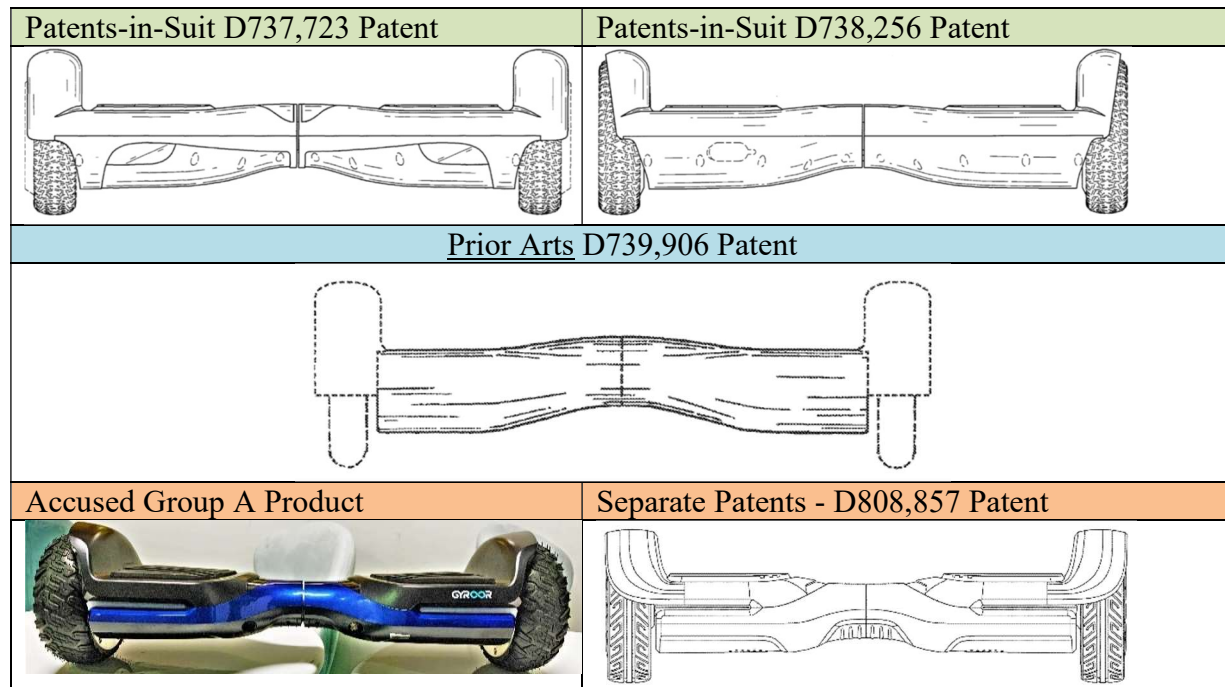 Patents-in-Suit D737,723 Patent
Patents-in-Suit D738,256 Patent
Prior Arts D739,906 Patent
Accused Group A Product
Separate Patents - D808,857 Patent
GYROOR